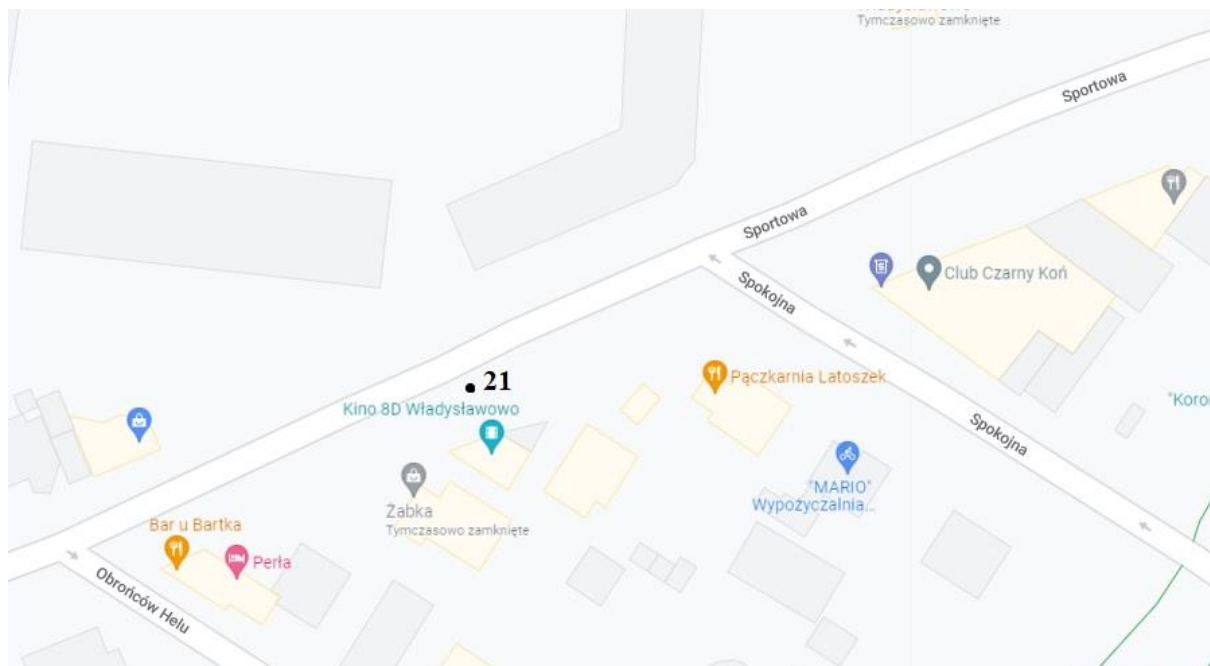 Tymczasowo zamknięte
Sportowa
Sportowa
Club Czarny Koń
Spokojna
21
Pączkarnia Latoszek
Kino 8D Władysławowo
"Koro
Spokojna
"MARIO"
Wypożyczalnia...
Żabka
Tymczasowo zamknięte
Bar u Bartka
Perła
Obrońców Helu